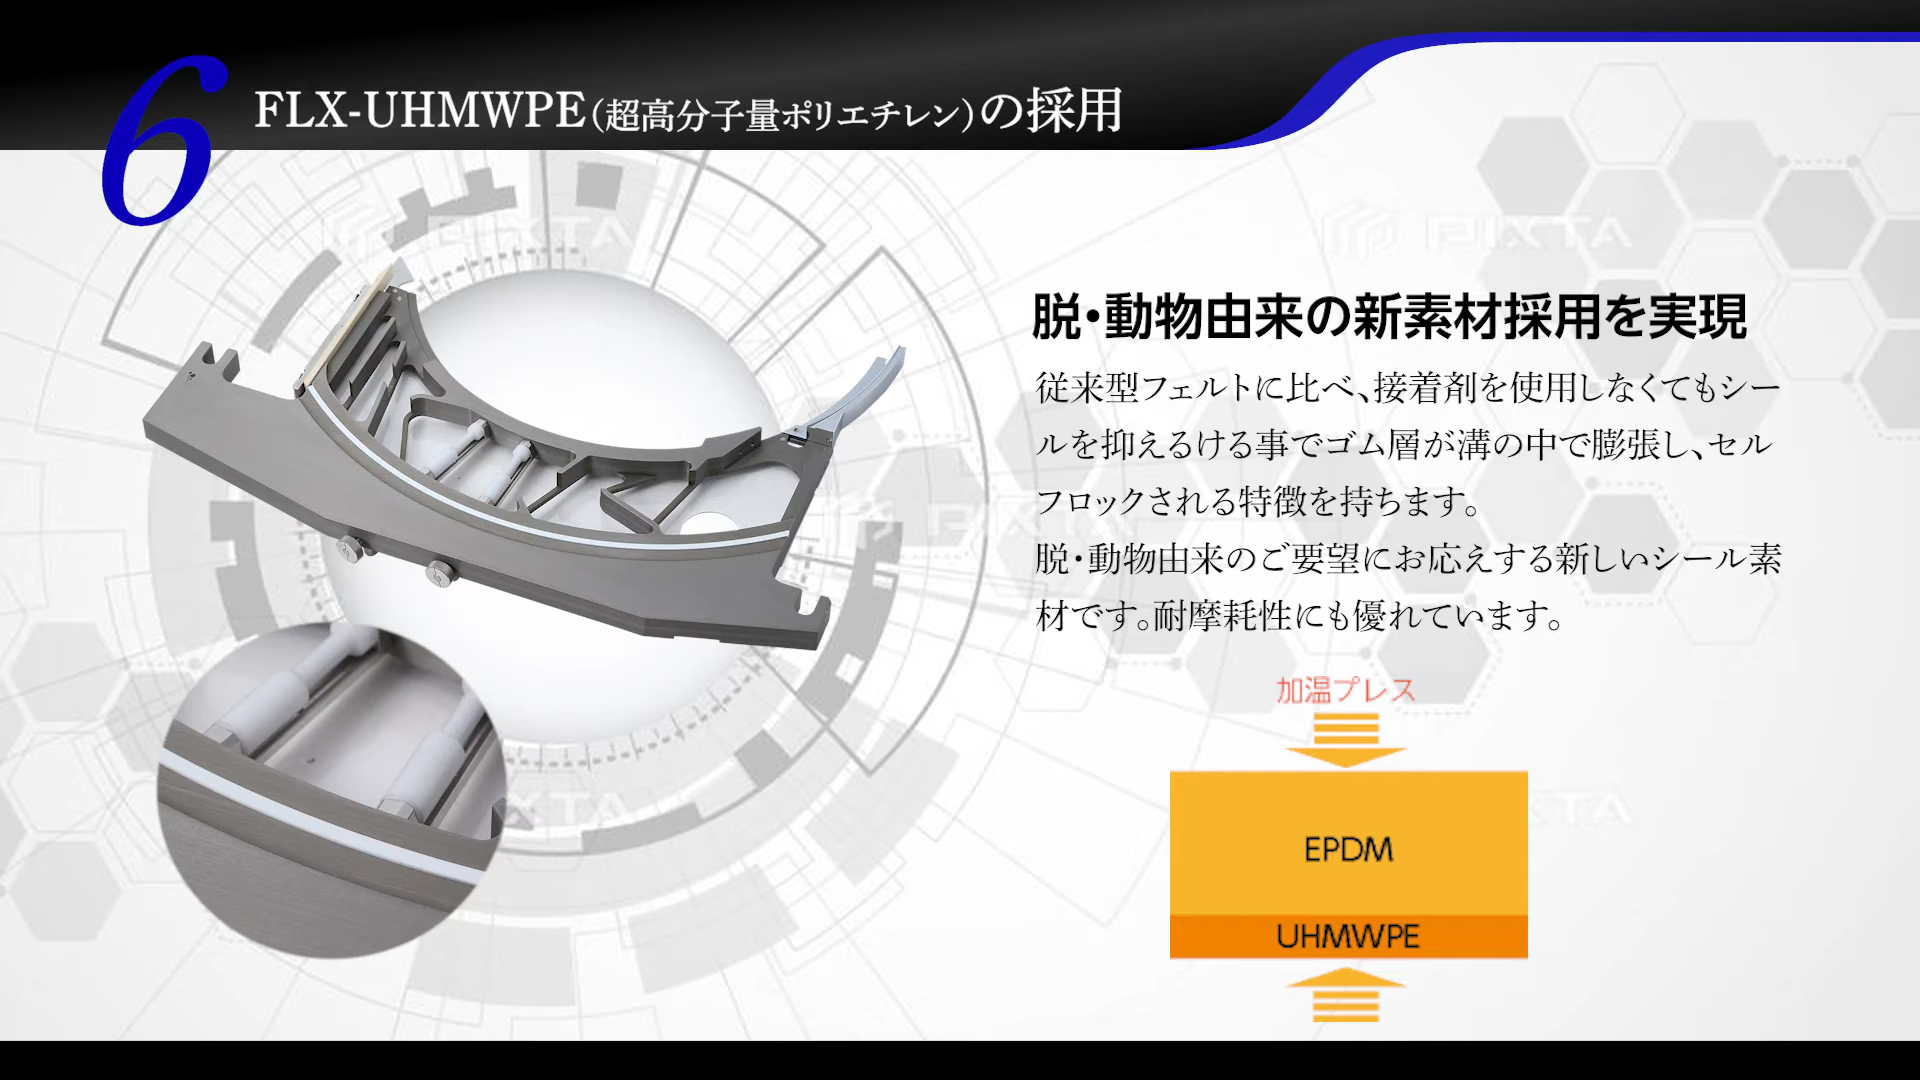 6
FLX-UHMWPE(超高分子量ポリエチレン)の採用
脱・動物由来の新素材採用を実現
従来型フェルトに比べ、接着剤を使用しなくてもシー
ルを抑えるける事でゴム層が溝の中で膨張し、セル
フロックされる特徴を持ちます。
脱・動物由来のご要望にお応えする新しいシール素
材です。耐摩耗性にも優れています。
加温プレス
EPDM
UHMWPE
PIXTA
PIXTA
PIXTA
PIXTA
PIXTA